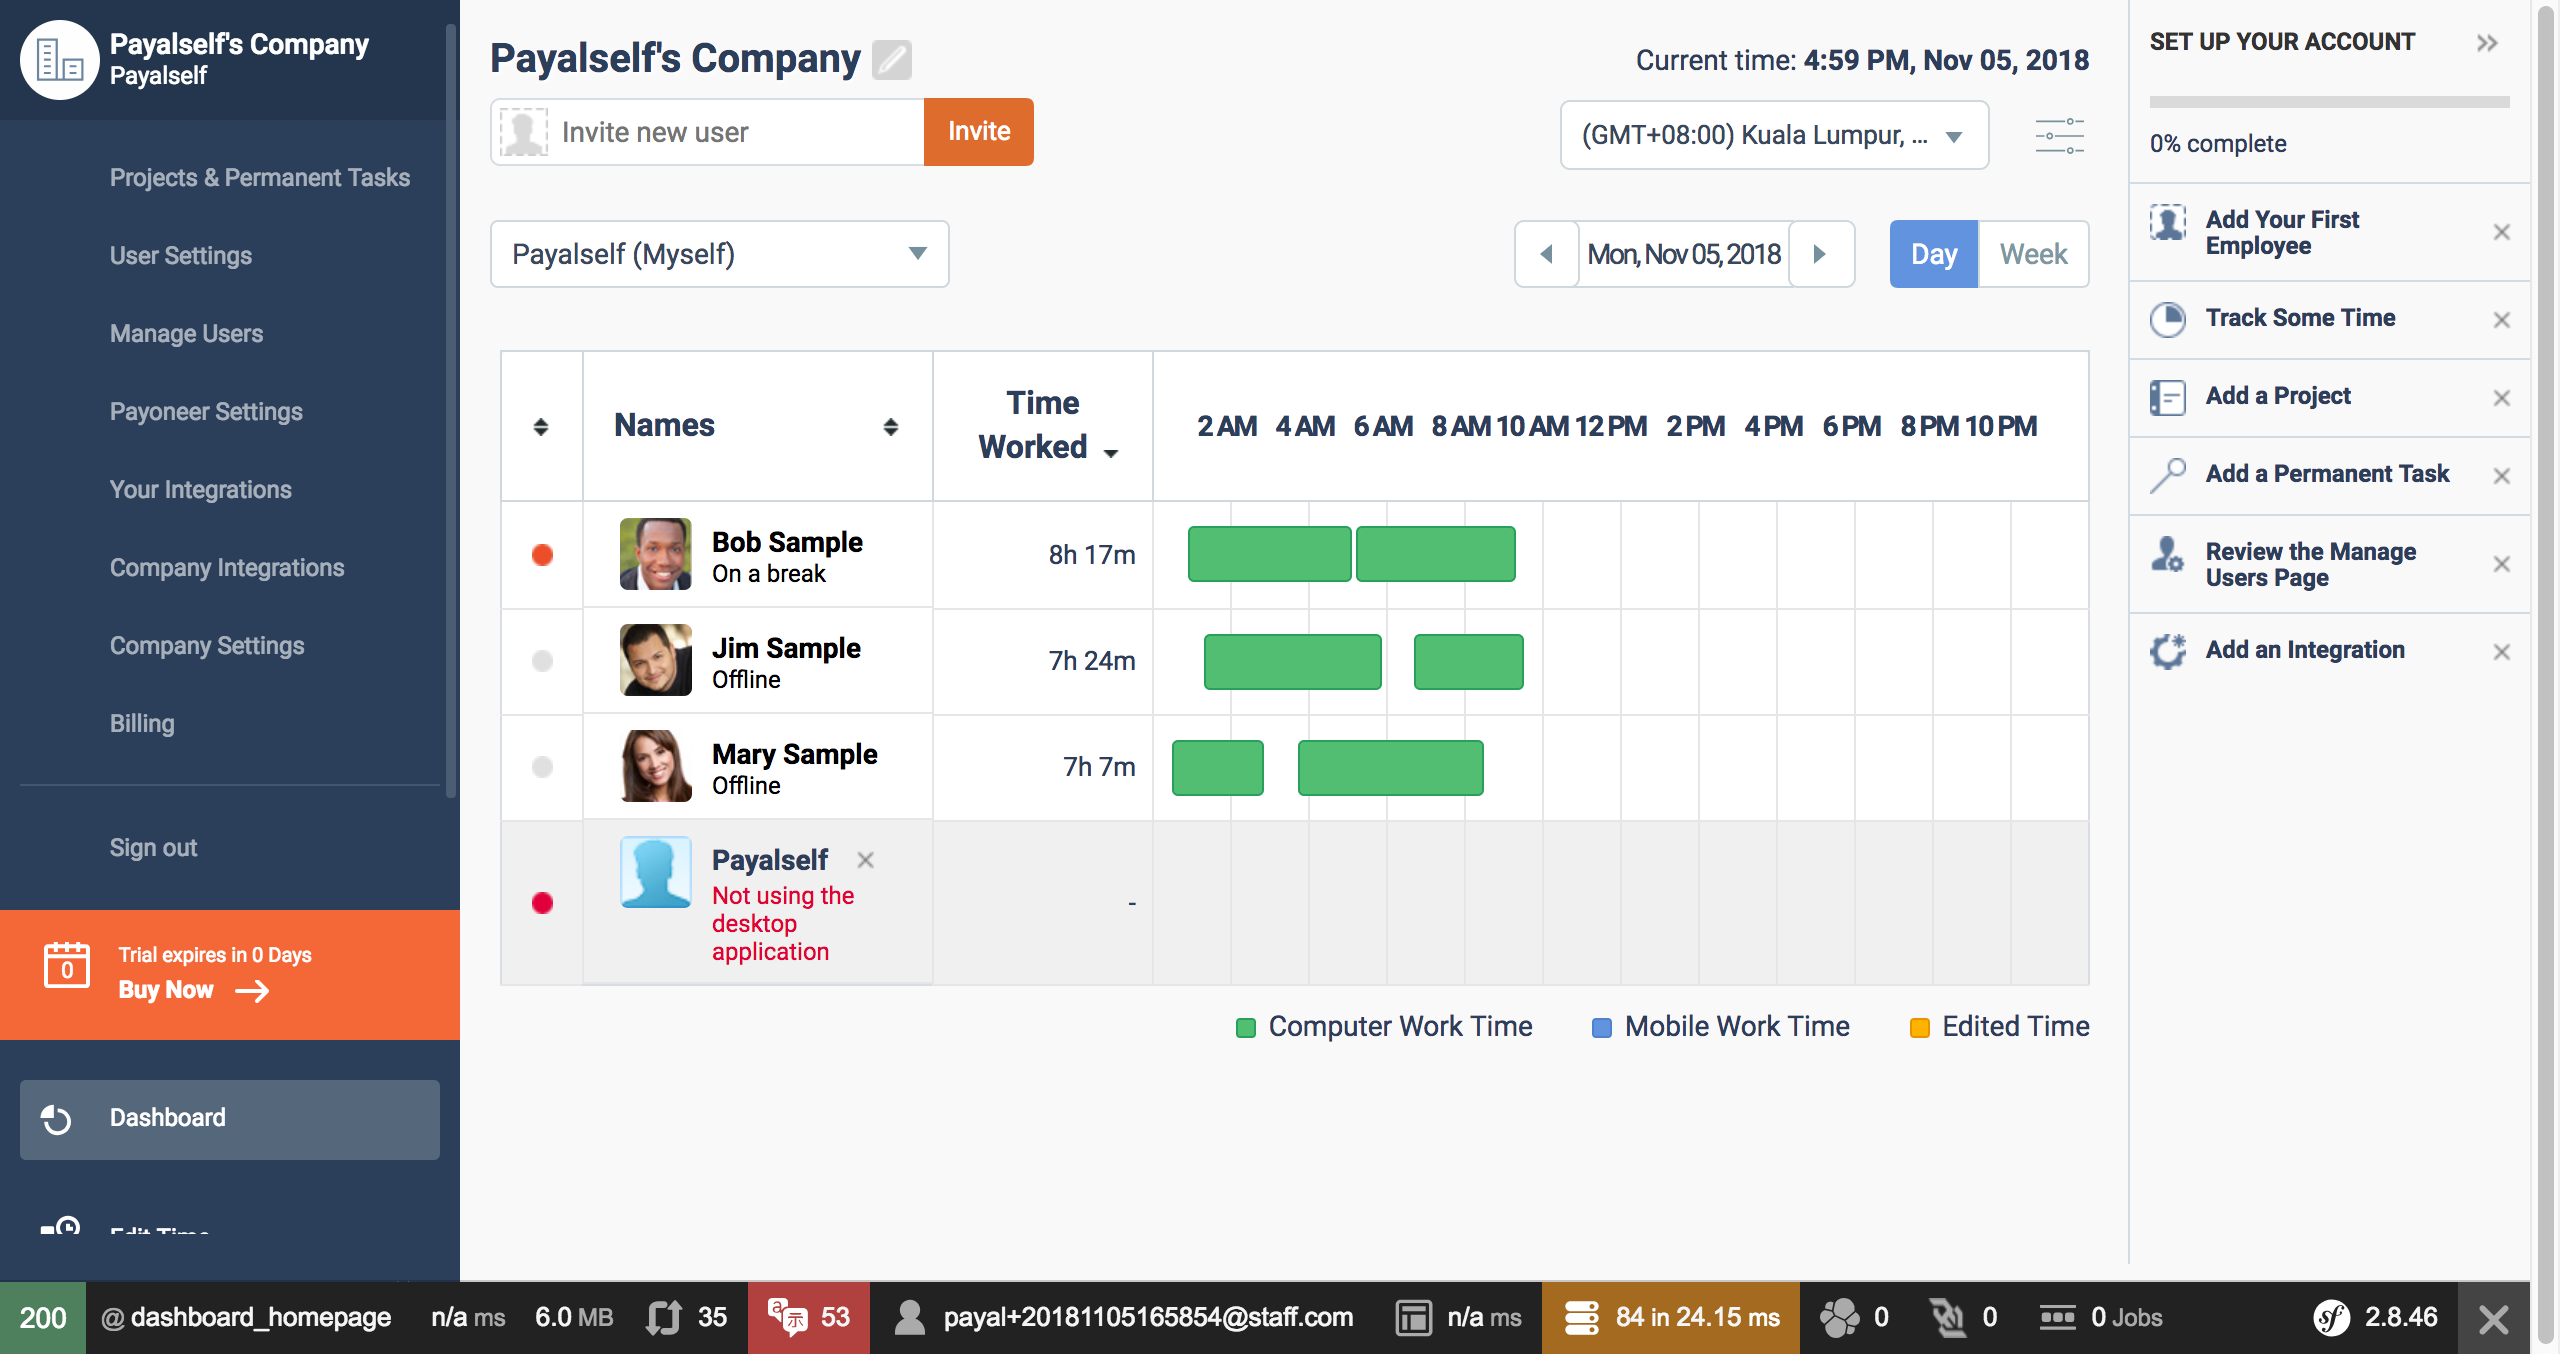 Payalself's Company
Payalself
Projects & Permanent Tasks
User Settings
Manage Users
Payoneer Settings
Your Integrations
Company Integrations
Company Settings
Billing
Sign out
0
Trial expires in 0 Days
Buy Now
Dashboard
Edit Time
Payalself's Company
Current time: 4:59 PM, Nov 05, 2018
Invite new user
Invite
(GMT+08:00) Kuala Lumpur, ...
Payalself (Myself)
Mon, Nov 05, 2018
Day
Week
Names
Time
Worked
2 AM 4 AM 6 AM 8 AM 10 AM 12 PM 2 PM 4 PM 6 PM 8 PM 10 PM
Bob Sample
On a break
8h 17m
Jim Sample
Offline
7h 24m
Mary Sample
Offline
7h 7m
Payalself
Not using the
desktop
application
-
Computer Work Time
Mobile Work Time
Edited Time
SET UP YOUR ACCOUNT
0% complete
Add Your First
Employee
Track Some Time
Add a Project
Add a Permanent Task
Review the Manage
Users Page
Add an Integration
200 @ dashboard_homepage n/a ms 6.0 MB 35 53 payal+20181105165854@staff.com n/a ms 84 in 24.15 ms 0 0 0 Jobs sf 2.8.46